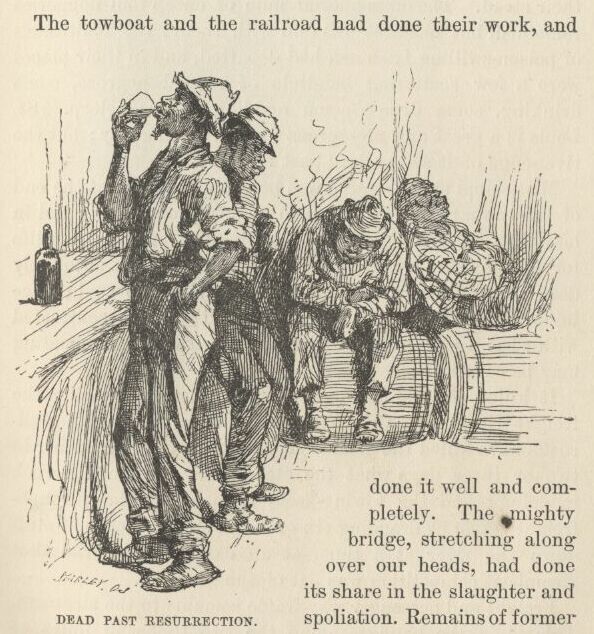 The towboat and the railroad had done their work, and
done it well and com-
pletely. The mighty
bridge, stretching along
over our heads, had done
its share in the slaughter and
spoliation. Remains of former
DEAD PAST RESURRECTION.